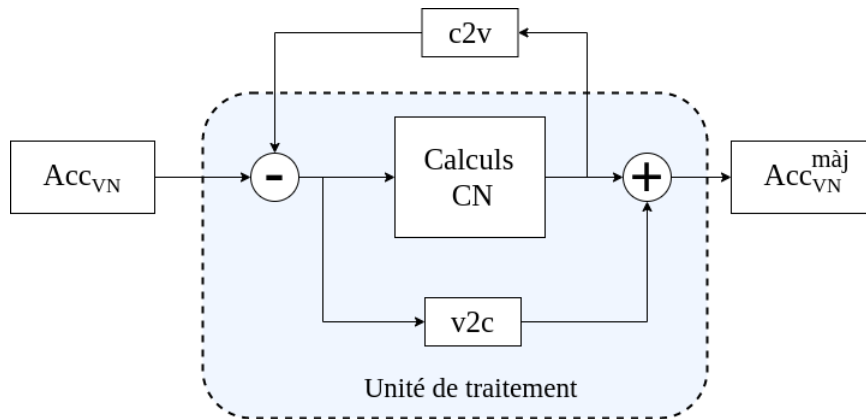 c2v
Acc_VN
-
Calculs
CN
+
Acc_VN^màj
v2c
Unité de traitement